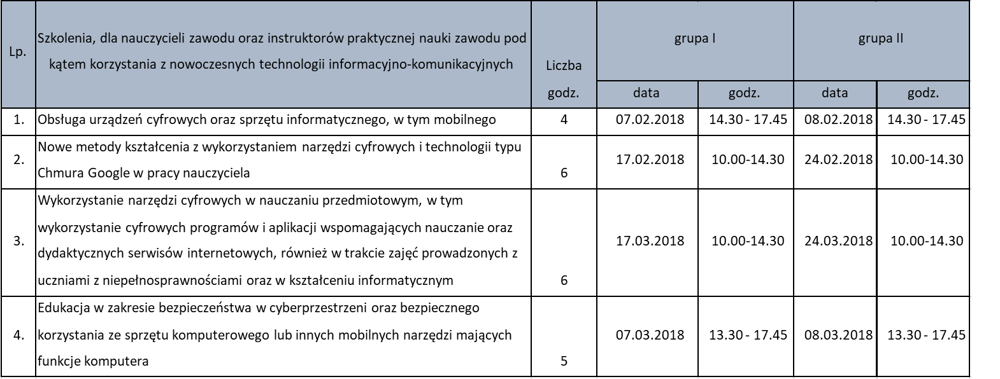 Lp.
Szkolenia, dla nauczycieli zawodu oraz instruktorów praktycznej nauki zawodu pod
kątem korzystania z nowoczesnych technologii informacyjno-komunikacyjnych
Liczba
godz.
grupa I
grupa II
data
godz.
data
godz.
1.
Obsługa urządzeń cyfrowych oraz sprzętu informatycznego, w tym mobilnego
4
07.02.2018
14.30 - 17.45
08.02.2018
14.30 - 17.45
2.
Nowe metody kształcenia z wykorzystaniem narzędzi cyfrowych i technologii typu
Chmura Google w pracy nauczyciela
6
17.02.2018
10.00-14.30
24.02.2018
10.00-14.30
3.
Wykorzystanie narzędzi cyfrowych w nauczaniu przedmiotowym, w tym
wykorzystanie cyfrowych programów i aplikacji wspomagających nauczanie oraz
dydaktycznych serwisów internetowych, również w trakcie zajęć prowadzonych z
uczniami z niepełnosprawnościami oraz w kształceniu informatycznym
6
17.03.2018
10.00-14.30
24.03.2018
10.00-14.30
4.
Edukacja w zakresie bezpieczeństwa w cyberprzestrzeni oraz bezpiecznego
korzystania ze sprzętu komputerowego lub innych mobilnych narzędzi mających
funkcje komputera
5
07.03.2018
13.30 - 17.45
08.03.2018
13.30 - 17.45